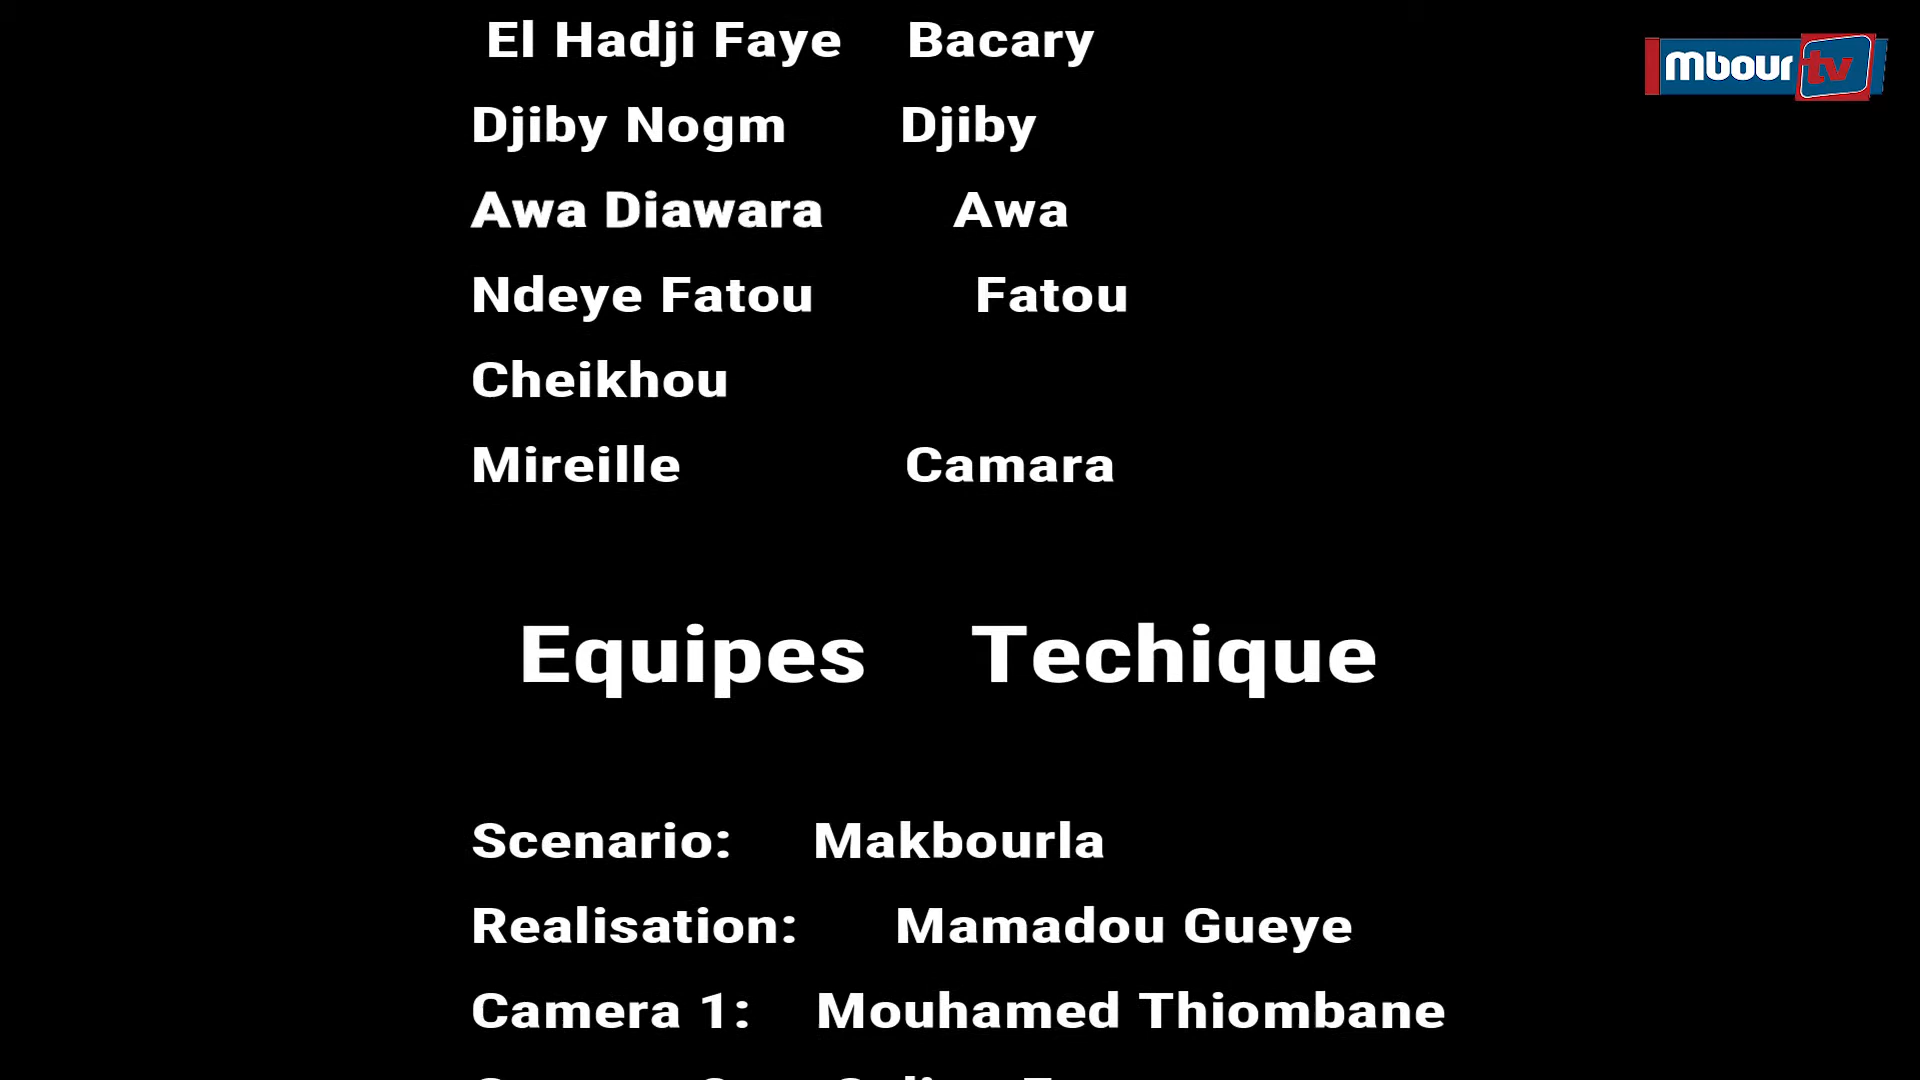 El Hadji Faye Bacary
mbour tv
Djiby Nogm Djiby
Awa Diawara Awa
Ndeye Fatou Fatou
Cheikhou
Mireille Camara
Equipes Techique
Scenario: Makbourla
Realisation: Mamadou Gueye
Camera 1: Mouhamed Thiombane